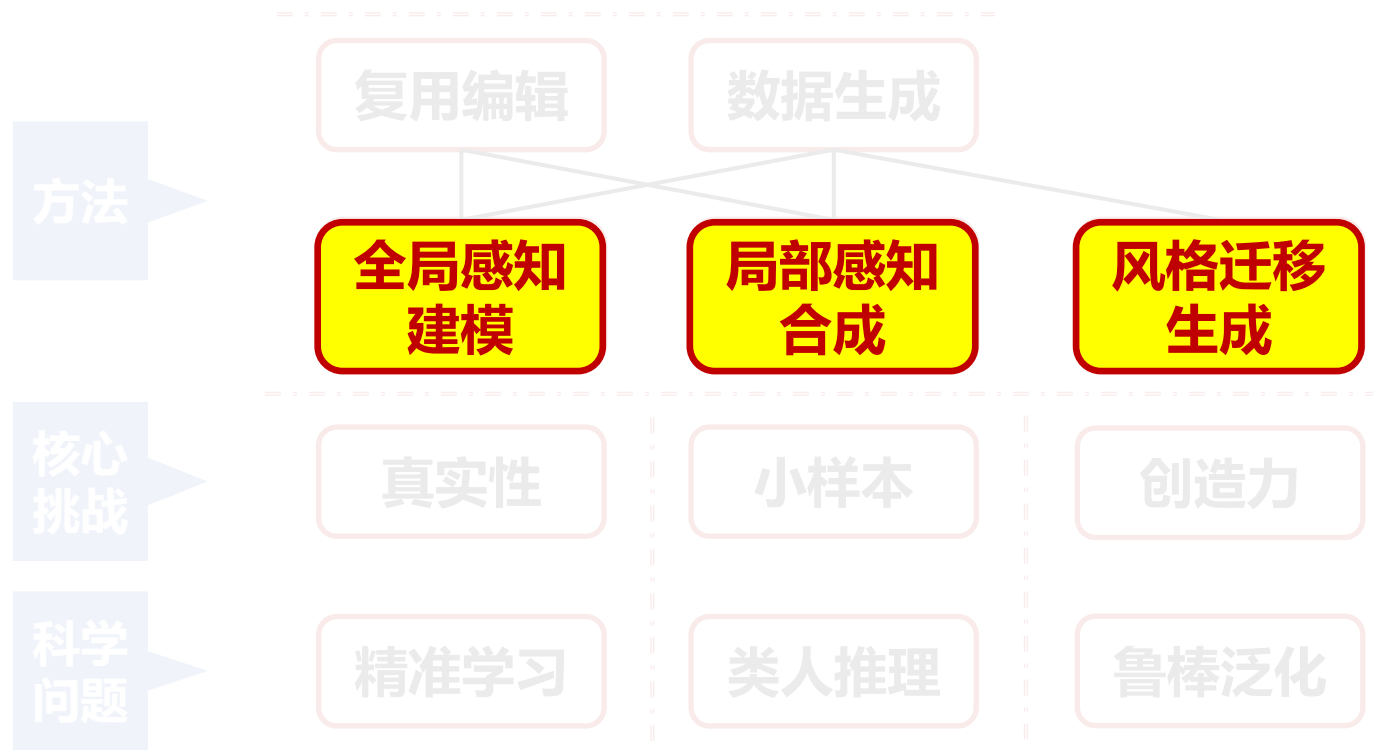 复用编辑
数据生成
方法
全局感知
建模
局部感知
合成
风格迁移
生成
核心
挑战
真实性
小样本
创造力
科学
问题
精准学习
类人推理
鲁棒泛化